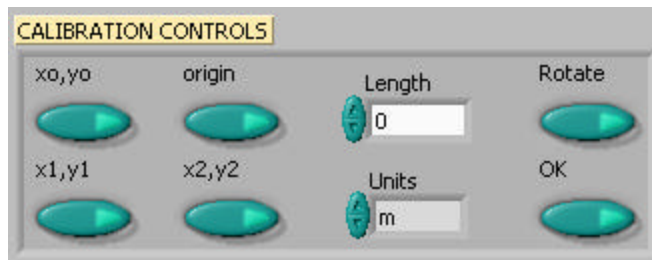 CALIBRATION CONTROLS
xo,yo
origin
Length
Rotate
0
x1,y1
x2,y2
Units
OK
m